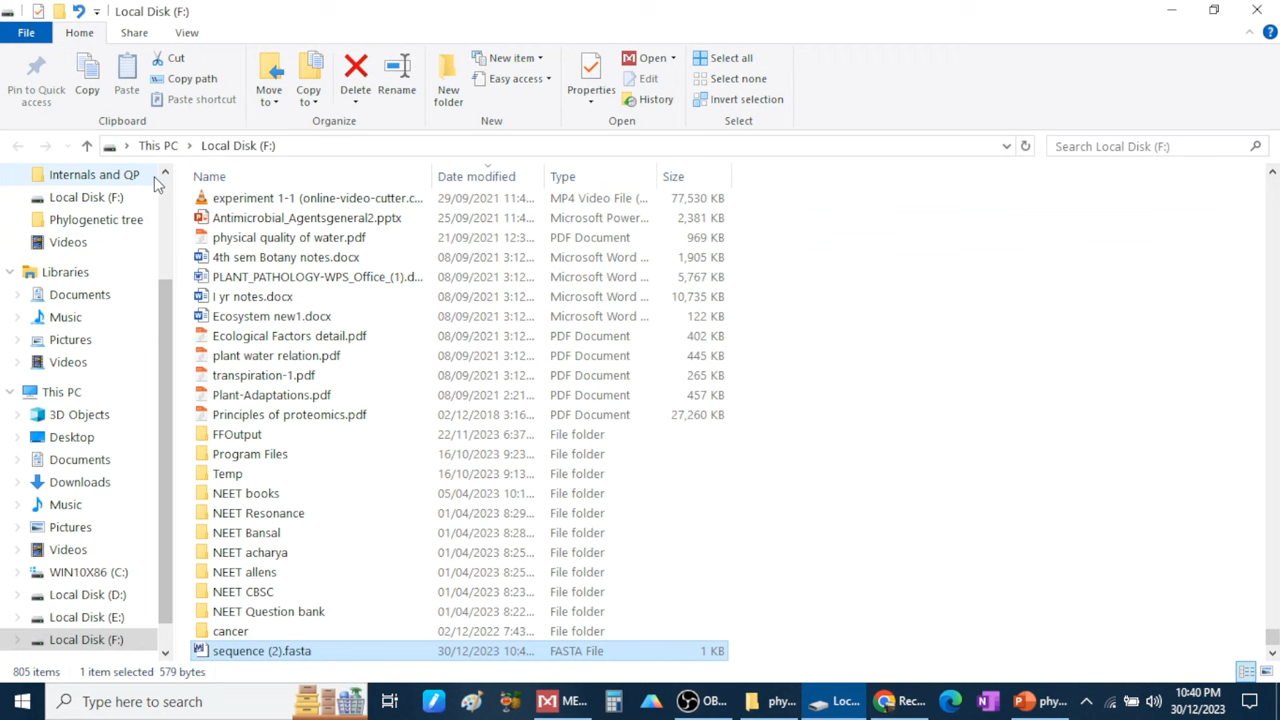 Local Disk (F:)
File Home Share View
Pin to Quick access Copy Paste Cut Copy path Paste shortcut Move to Copy to Delete Rename New folder New item Easy access Properties Open Edit History Select all Select none Invert selection
Clipboard Organize New Open Select
This PC Local Disk (F:) Search Local Disk (F:)
Internals and QP
Local Disk (F:)
Phylogenetic tree
Videos
Libraries
Documents
Music
Pictures
Videos
This PC
3D Objects
Desktop
Documents
Downloads
Music
Pictures
Videos
WIN10X86 (C:)
Local Disk (D:)
Local Disk (E:)
Local Disk (F:)
Name Date modified Type Size
experiment 1-1 (online-video-cutter.c... 29/09/2021 11:4... MP4 Video File (... 77,530 KB
Antimicrobial_Agentsgeneral2.pptx 25/09/2021 11:4... Microsoft Power... 2,381 KB
physical quality of water.pdf 21/09/2021 12:3... PDF Document 969 KB
4th sem Botany notes.docx 08/09/2021 3:12... Microsoft Word ... 1,905 KB
PLANT_PATHOLOGY-WPS_Office_(1).d... 08/09/2021 3:12... Microsoft Word ... 5,767 KB
I yr notes.docx 08/09/2021 3:12... Microsoft Word ... 10,735 KB
Ecosystem new1.docx 08/09/2021 3:12... Microsoft Word ... 122 KB
Ecological Factors detail.pdf 08/09/2021 3:12... PDF Document 402 KB
plant water relation.pdf 08/09/2021 3:12... PDF Document 445 KB
transpiration-1.pdf 08/09/2021 3:12... PDF Document 265 KB
Plant-Adaptations.pdf 08/09/2021 2:21... PDF Document 457 KB
Principles of proteomics.pdf 02/12/2018 3:16... PDF Document 27,260 KB
FFOutput 22/11/2023 6:37... File folder
Program Files 16/10/2023 9:23... File folder
Temp 16/10/2023 9:13... File folder
NEET books 05/04/2023 10:1... File folder
NEET Resonance 01/04/2023 8:29... File folder
NEET Bansal 01/04/2023 8:28... File folder
NEET acharya 01/04/2023 8:25... File folder
NEET allens 01/04/2023 8:25... File folder
NEET CBSC 01/04/2023 8:23... File folder
NEET Question bank 01/04/2023 8:22... File folder
cancer 02/12/2022 7:43... File folder
sequence (2).fasta 30/12/2023 10:4... FASTA File 1 KB
805 items 1 item selected 579 bytes
Type here to search ME... OB... phy... Loc... Rec... phy... 10:40 PM
30/12/2023